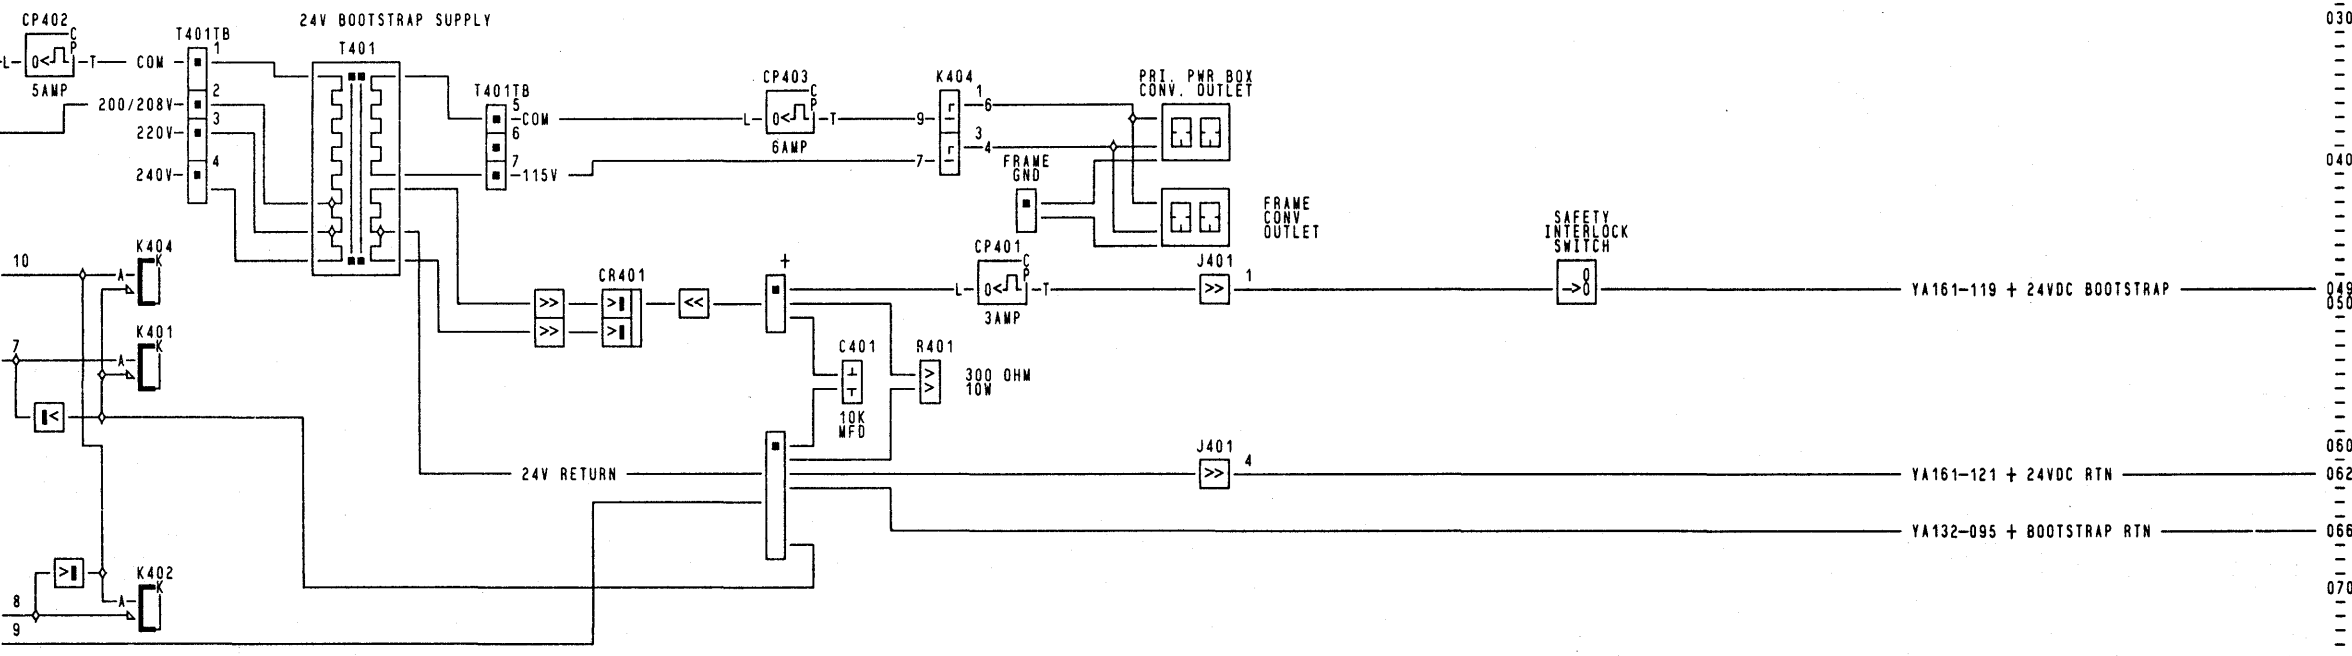 24V BOOTSTRAP SUPPLY
CP402
CP
L
T
5AMP
T401TB
COM
1
200/208V
2
220V
3
240V
4
T401
T401TB
5
COM
6
7
115V
CP403
CP
L
T
6AMP
K404
1
6
9
3
4
7
PRI. PWR BOX
CONV. OUTLET
FRAME
GND
FRAME
CONV
OUTLET
10
K404
A
K
7
K401
A
K
8
9
K402
A
K
CR401
+
CP401
CP
L
T
3AMP
J401
1
SAFETY
INTERLOCK
SWITCH
YA161-119 + 24VDC BOOTSTRAP
C401
10K
MFD
R401
300 OHM
10W
24V RETURN
J401
4
YA161-121 + 24VDC RTN
YA132-095 + BOOTSTRAP RTN
030
040
049
050
060
062
066
070